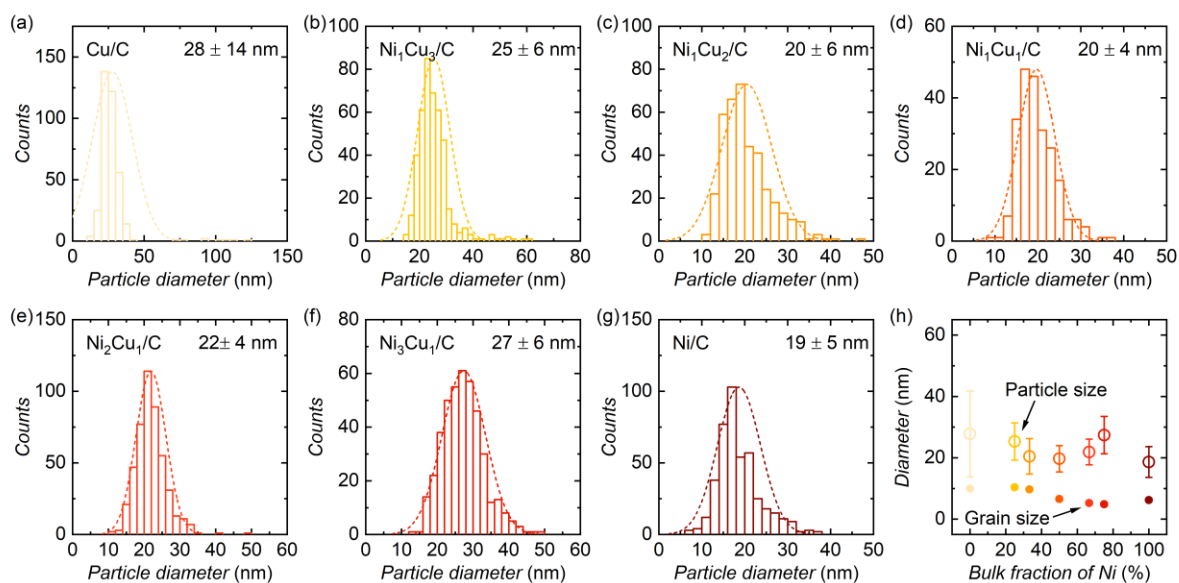 (a)
Cu/C 28 ± 14 nm
150
100
50
0
Counts
0 50 100 150
Particle diameter (nm)
(b)
Ni₁Cu₃/C 25 ± 6 nm
100
80
60
40
20
0
Counts
0 20 40 60 80
Particle diameter (nm)
(c)
Ni₁Cu₂/C 20 ± 6 nm
100
80
60
40
20
0
Counts
0 10 20 30 40 50
Particle diameter (nm)
(d)
Ni₁Cu₁/C 20 ± 4 nm
60
40
20
0
Counts
0 10 20 30 40 50
Particle diameter (nm)
(e)
Ni₂Cu₁/C 22± 4 nm
150
100
50
0
Counts
0 10 20 30 40 50 60
Particle diameter (nm)
(f)
Ni₃Cu₁/C 27 ± 6 nm
80
60
40
20
0
Counts
0 10 20 30 40 50 60
Particle diameter (nm)
(g)
Ni/C 19 ± 5 nm
150
100
50
0
Counts
0 10 20 30 40 50
Particle diameter (nm)
(h)
60
40
20
0
Diameter (nm)
Particle size
Grain size
0 20 40 60 80 100
Bulk fraction of Ni (%)